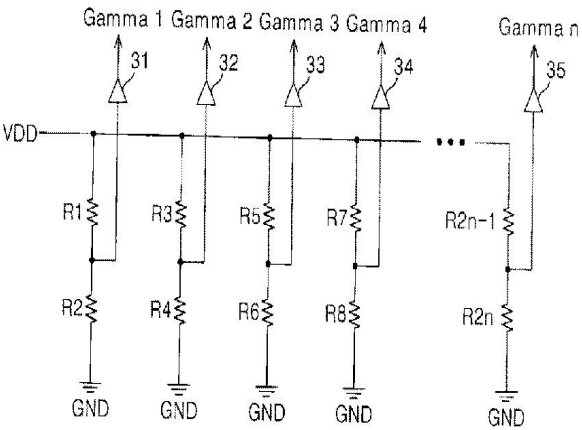 Gamma 1 Gamma 2 Gamma 3 Gamma 4 Gamma n
31 32 33 34 35
VDD
R1 R3 R5 R7 R2n-1
R2 R4 R6 R8 R2n
GND GND GND GND GND